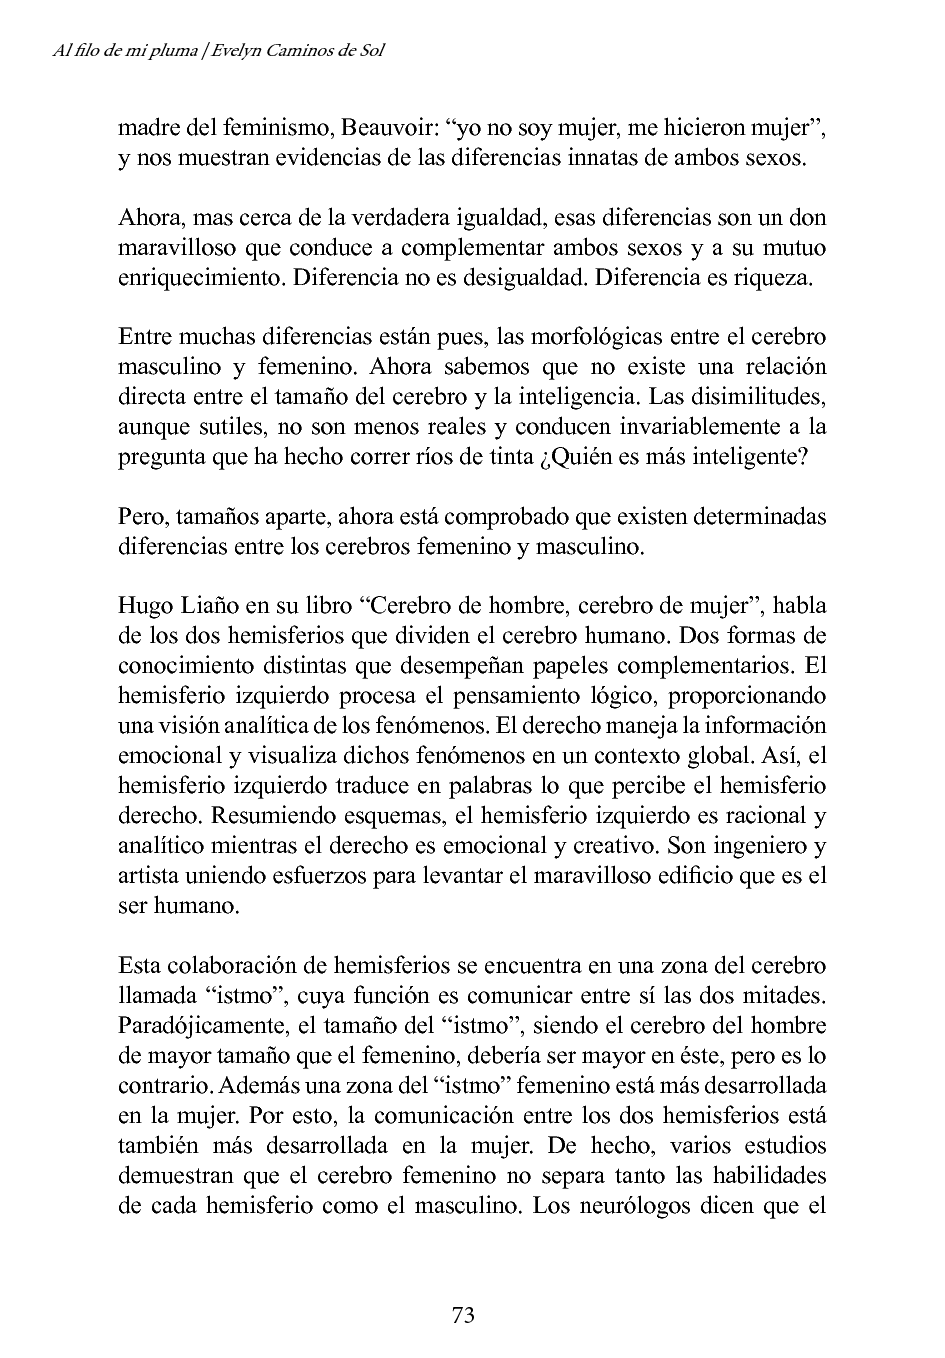 Al filo de mi pluma / Evelyn Caminos de Sol
madre del feminismo, Beauvoir: “yo no soy mujer, me hicieron mujer”,
y nos muestran evidencias de las diferencias innatas de ambos sexos.
Ahora, mas cerca de la verdadera igualdad, esas diferencias son un don
maravilloso que conduce a complementar ambos sexos y a su mutuo
enriquecimiento. Diferencia no es desigualdad. Diferencia es riqueza.
Entre muchas diferencias están pues, las morfológicas entre el cerebro
masculino y femenino. Ahora sabemos que no existe una relación
directa entre el tamaño del cerebro y la inteligencia. Las disimilitudes,
aunque sutiles, no son menos reales y conducen invariablemente a la
pregunta que ha hecho correr ríos de tinta ¿Quién es más inteligente?
Pero, tamaños aparte, ahora está comprobado que existen determinadas
diferencias entre los cerebros femenino y masculino.
Hugo Liaño en su libro “Cerebro de hombre, cerebro de mujer”, habla
de los dos hemisferios que dividen el cerebro humano. Dos formas de
conocimiento distintas que desempeñan papeles complementarios. El
hemisferio izquierdo procesa el pensamiento lógico, proporcionando
una visión analítica de los fenómenos. El derecho maneja la información
emocional y visualiza dichos fenómenos en un contexto global. Así, el
hemisferio izquierdo traduce en palabras lo que percibe el hemisferio
derecho. Resumiendo esquemas, el hemisferio izquierdo es racional y
analítico mientras el derecho es emocional y creativo. Son ingeniero y
artista uniendo esfuerzos para levantar el maravilloso edificio que es el
ser humano.
Esta colaboración de hemisferios se encuentra en una zona del cerebro
llamada “istmo”, cuya función es comunicar entre sí las dos mitades.
Paradójicamente, el tamaño del “istmo”, siendo el cerebro del hombre
de mayor tamaño que el femenino, debería ser mayor en éste, pero es lo
contrario. Además una zona del “istmo” femenino está más desarrollada
en la mujer. Por esto, la comunicación entre los dos hemisferios está
también más desarrollada en la mujer. De hecho, varios estudios
demuestran que el cerebro femenino no separa tanto las habilidades
de cada hemisferio como el masculino. Los neurólogos dicen que el
73